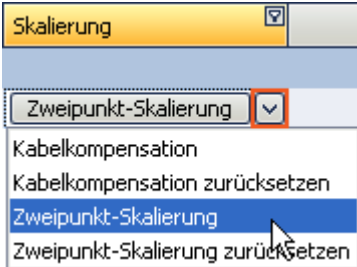 Skalierung
Zweipunkt-Skalierung
Kabelkompensation
Kabelkompensation zurücksetzen
Zweipunkt-Skalierung
Zweipunkt-Skalierung zurücksetzen